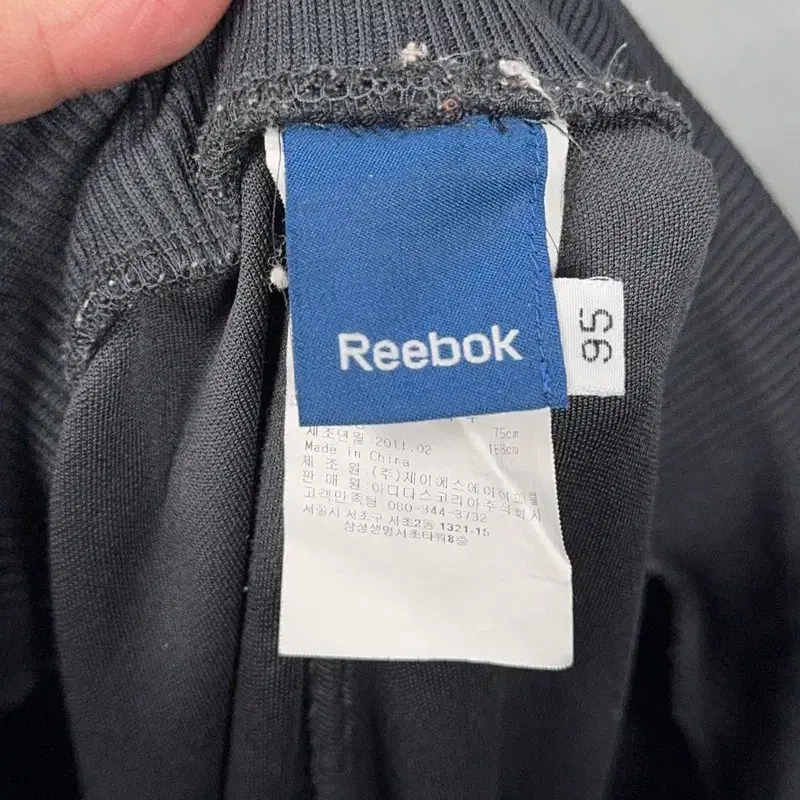 Reebok
95
75cm
제조년월:2011.02
168cm
Made in China
제 조 원 :(주)제이에스에이어패럴
판 매 원 :아디다스코리아주식회사
고객만족팀 080-344-3732
서울시 서초구 서초2동 1321-15
삼성생명서초타워8층